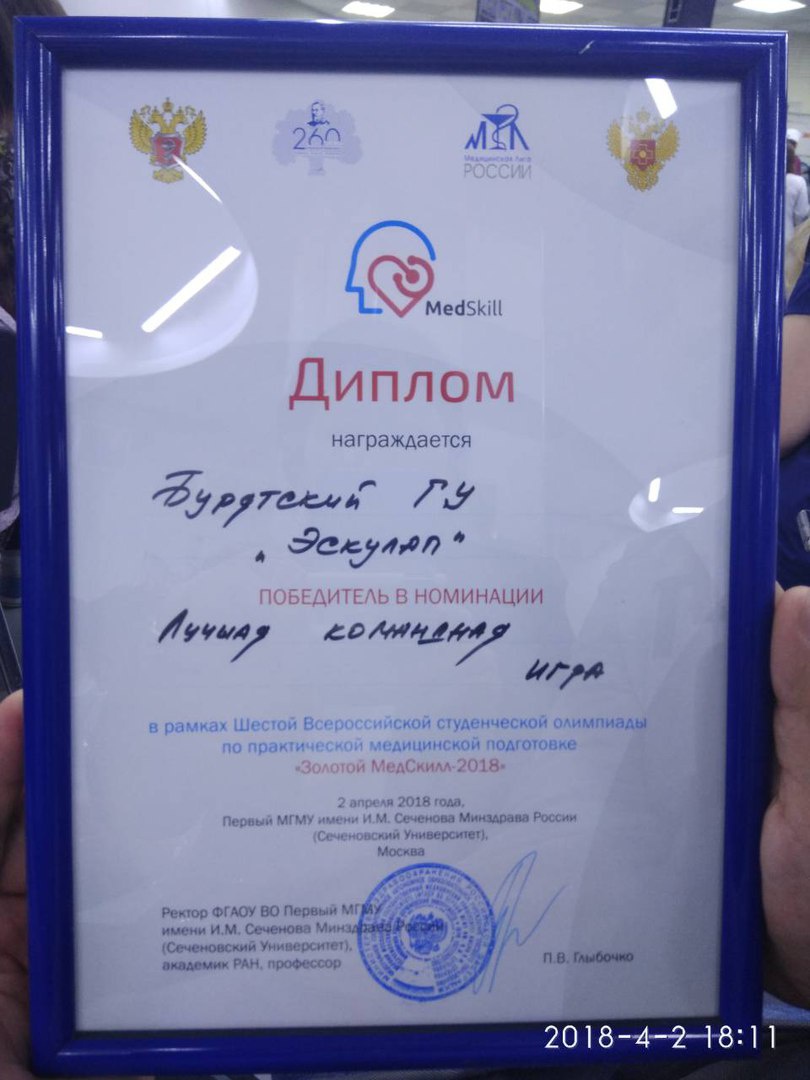 260
МЛ
Медицинская Лига
РОССИИ
MedSkill
Диплом
награждается
Бурятский ГУ
„Эскулап"
ПОБЕДИТЕЛЬ В НОМИНАЦИИ
Лучшая командная
игра
в рамках Шестой Всероссийской студенческой олимпиады
по практической медицинской подготовке
«Золотой МедСкилл-2018»
2 апреля 2018 года,
Первый МГМУ имени И.М. Сеченова Минздрава России
(Сеченовский Университет),
Москва
Ректор ФГАОУ ВО Первый МГМУ
имени И.М. Сеченова Минздрава России
(Сеченовский Университет),
академик РАН, профессор
П.В. Глыбочко
2018-4-2 18:11